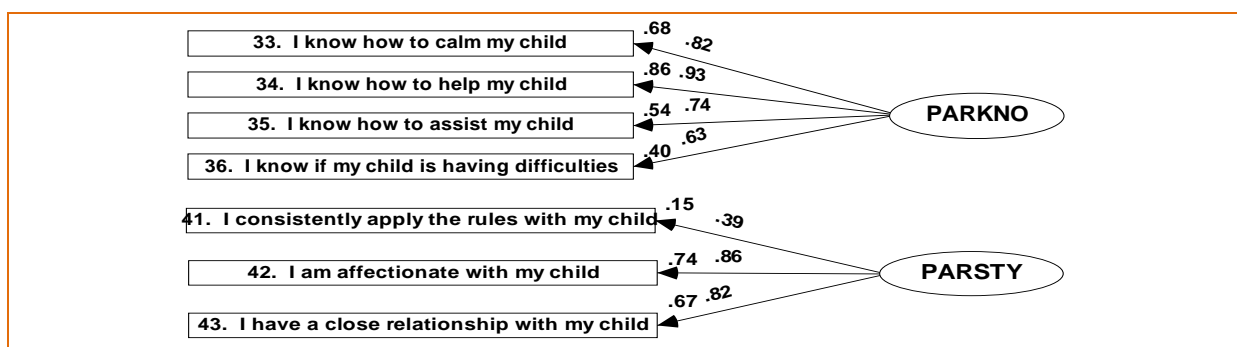 33. I know how to calm my child
.68 .82
34. I know how to help my child
.86 .93
PARKNO
35. I know how to assist my child
.54 .74
36. I know if my child is having difficulties
.40 .63
41. I consistently apply the rules with my child
.15 .39
42. I am affectionate with my child
.74 .86
PARSTY
43. I have a close relationship with my child
.67 .82